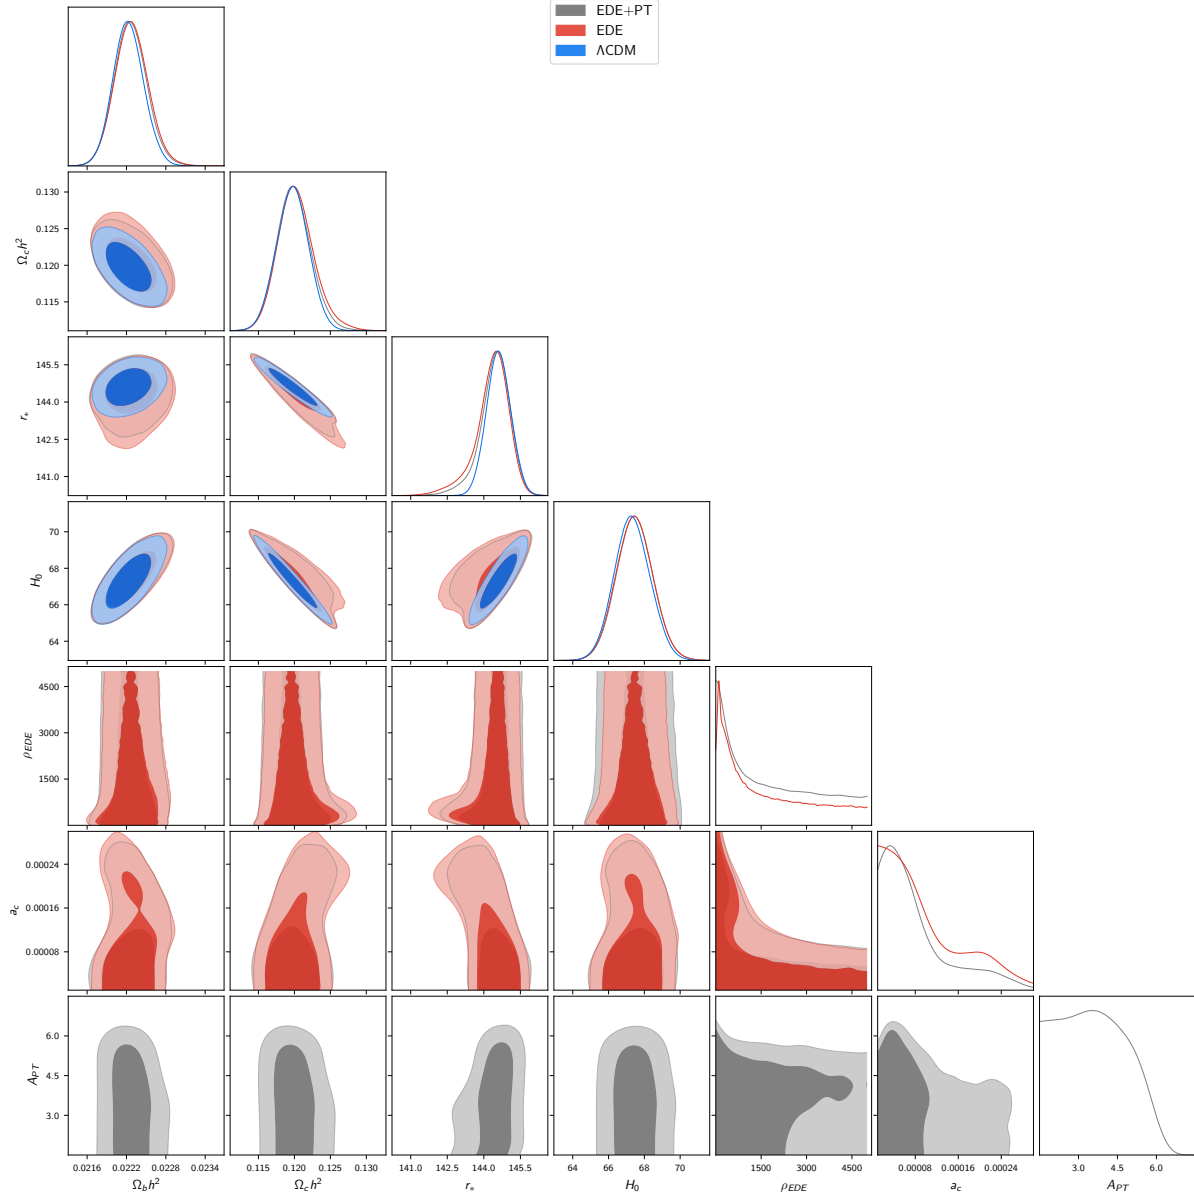 EDE+PT
EDE
ΛCDM
0.130
0.125
0.120
0.115
Ω_c h²
145.5
144.0
142.5
141.0
r_*
70
68
66
64
H_0
4500
3000
1500
ρ_EDE
0.00024
0.00016
0.00008
a_c
6.0
4.5
3.0
A_PT
0.0216 0.0222 0.0228 0.0234
0.115 0.120 0.125 0.130
141.0 142.5 144.0 145.5
64 66 68 70
1500 3000 4500
0.00008 0.00016 0.00024
3.0 4.5 6.0
Ω_b h² Ω_c h² r_* H_0 ρ_EDE a_c A_PT